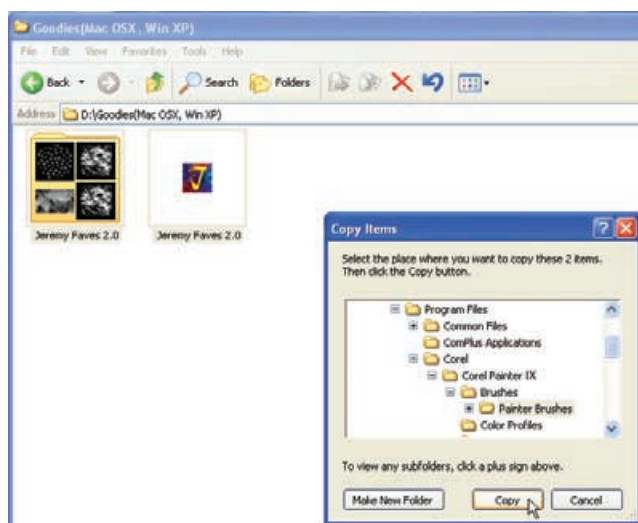 Goodies(Mac OSX, Win XP)
File Edit View Favorites Tools Help
Back Search Folders
Address D:\Goodies(Mac OSX, Win XP)
Jeremy Faves 2.0 Jeremy Faves 2.0
Copy Items
Select the place where you want to copy these 2 items.
Then click the Copy button.
Program Files
Common Files
ComPlus Applications
Corel
Corel Painter IX
Brushes
Painter Brushes
Color Profiles
To view any subfolders, click a plus sign above.
Make New Folder Copy Cancel